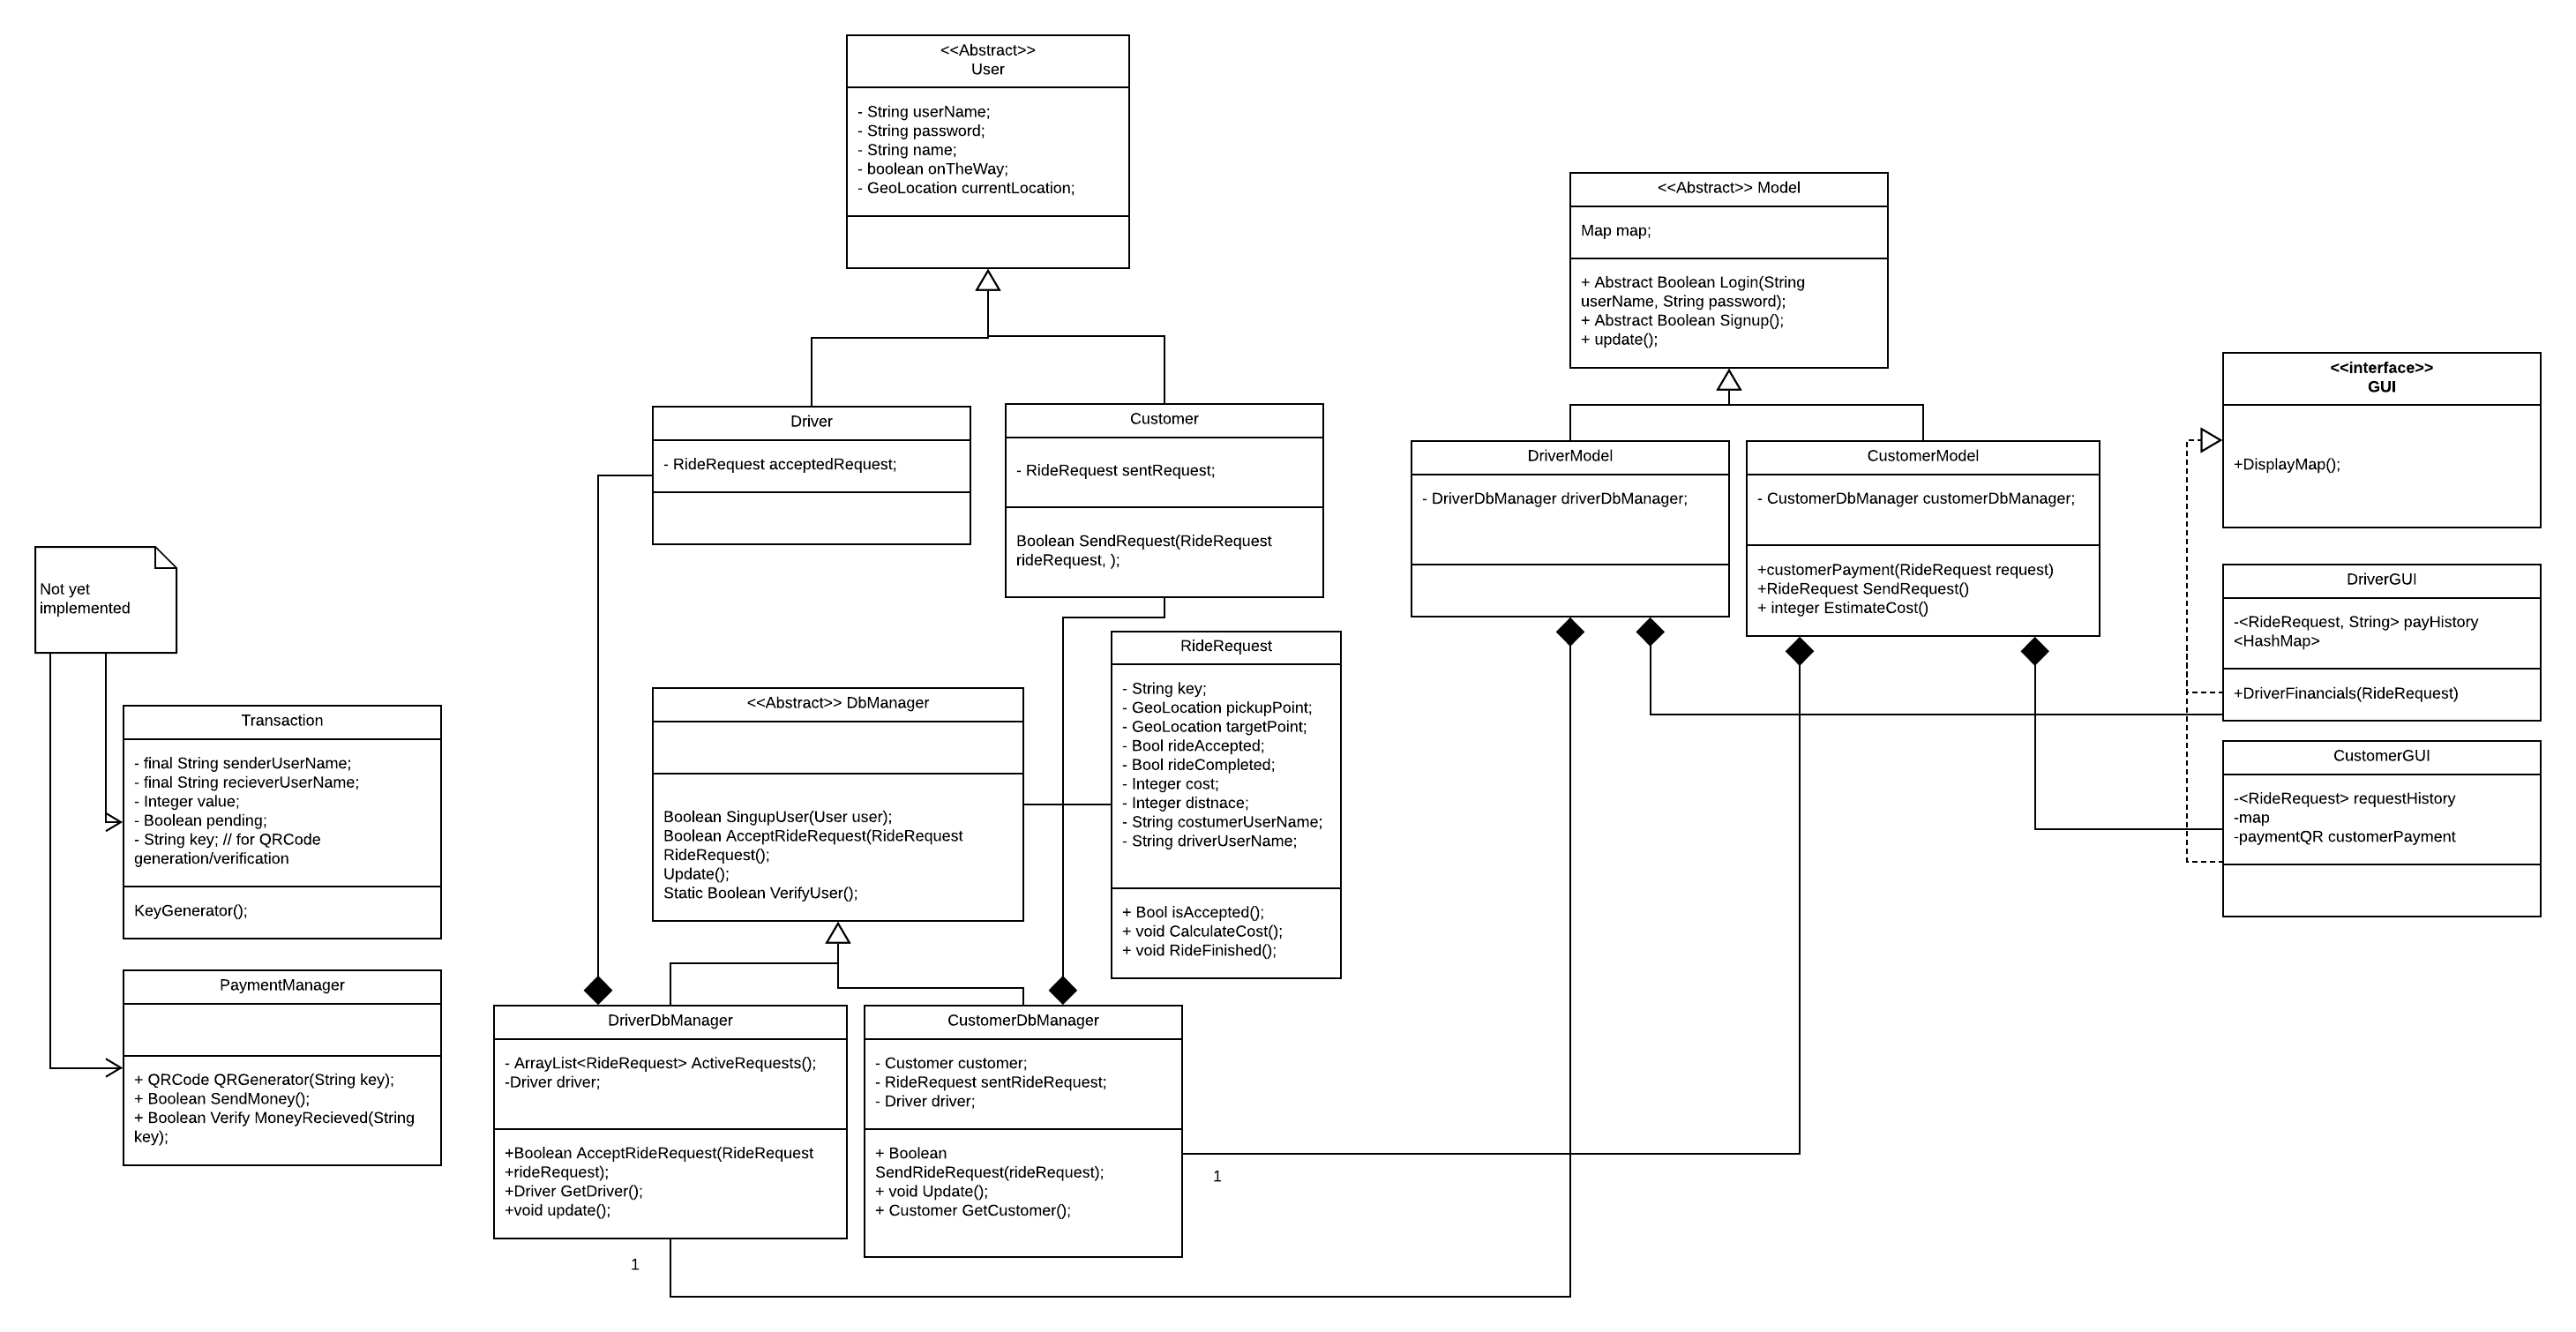 <<Abstract>>
User
- String userName;
- String password;
- String name;
- boolean onTheWay;
- GeoLocation currentLocation;
<<Abstract>> Model
Map map;
+ Abstract Boolean Login(String
userName, String password);
+ Abstract Boolean Signup();
+ update();
<<interface>>
GUI
+DisplayMap();
Driver
- RideRequest acceptedRequest;
Customer
- RideRequest sentRequest;
Boolean SendRequest(RideRequest
rideRequest, );
DriverModel
- DriverDbManager driverDbManager;
CustomerModel
- CustomerDbManager customerDbManager;
+customerPayment(RideRequest request)
+RideRequest SendRequest()
+ integer EstimateCost()
DriverGUI
-<RideRequest, String> payHistory
<HashMap>
+DriverFinancials(RideRequest)
CustomerGUI
-<RideRequest> requestHistory
-map
-paymentQR customerPayment
Not yet
implemented
Transaction
- final String senderUserName;
- final String recieverUserName;
- Integer value;
- Boolean pending;
- String key; // for QRCode
generation/verification
KeyGenerator();
PaymentManager
+ QRCode QRGenerator(String key);
+ Boolean SendMoney();
+ Boolean Verify MoneyRecieved(String
key);
<<Abstract>> DbManager
Boolean SingupUser(User user);
Boolean AcceptRideRequest(RideRequest
RideRequest();
Update();
Static Boolean VerifyUser();
RideRequest
- String key;
- GeoLocation pickupPoint;
- GeoLocation targetPoint;
- Bool rideAccepted;
- Bool rideCompleted;
- Integer cost;
- Integer distnace;
- String costumerUserName;
- String driverUserName;
+ Bool isAccepted();
+ void CalculateCost();
+ void RideFinished();
DriverDbManager
- ArrayList<RideRequest> ActiveRequests();
-Driver driver;
+Boolean AcceptRideRequest(RideRequest
+rideRequest);
+Driver GetDriver();
+void update();
1
CustomerDbManager
- Customer customer;
- RideRequest sentRideRequest;
- Driver driver;
+ Boolean
SendRideRequest(rideRequest);
+ void Update();
+ Customer GetCustomer();
1